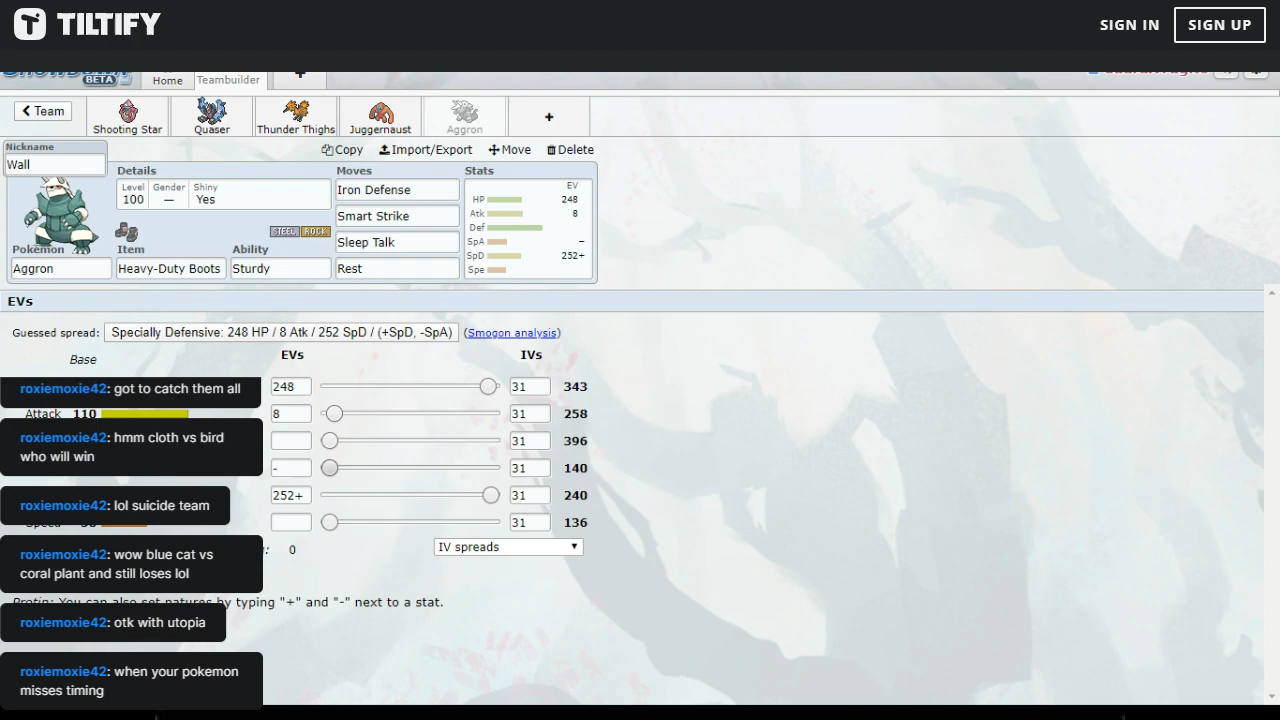 TILTIFY
SIGN IN
SIGN UP
BETA
Home
Teambuilder
+
Team
Shooting Star
Quaser
Thunder Thighs
Juggernaust
Aggron
+
Nickname
Wall
Copy
Import/Export
Move
Delete
Details
Level
100
Gender
—
Shiny
Yes
Moves
Iron Defense
Smart Strike
Sleep Talk
Rest
Stats
EV
HP 248
Atk 8
Def
SpA –
SpD 252+
Spe
STEEL ROCK
Pokémon
Aggron
Item
Heavy-Duty Boots
Ability
Sturdy
EVs
Guessed spread: Specially Defensive: 248 HP / 8 Atk / 252 SpD / (+SpD, -SpA) (Smogon analysis)
Base EVs IVs
248 31 343
Attack 110 8 31 258
31 396
- 31 140
252+ 31 240
31 136
0
IV spreads
Protip: You can also set natures by typing "+" and "-" next to a stat.
roxiemoxie42: got to catch them all
roxiemoxie42: hmm cloth vs bird
who will win
roxiemoxie42: lol suicide team
roxiemoxie42: wow blue cat vs
coral plant and still loses lol
roxiemoxie42: otk with utopia
roxiemoxie42: when your pokemon
misses timing